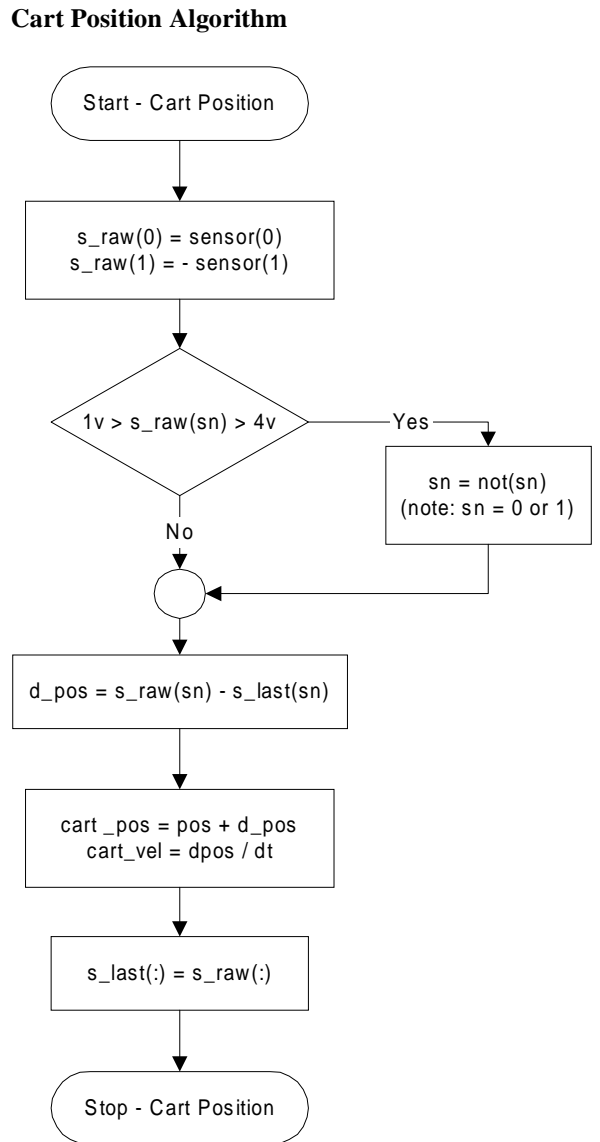 Cart Position Algorithm
Start - Cart Position
s_raw(0) = sensor(0)
s_raw(1) = - sensor(1)
1v > s_raw(sn) > 4v
Yes
sn = not(sn)
(note: sn = 0 or 1)
No
d_pos = s_raw(sn) - s_last(sn)
cart _pos = pos + d_pos
cart_vel = dpos / dt
s_last(:) = s_raw(:)
Stop - Cart Position